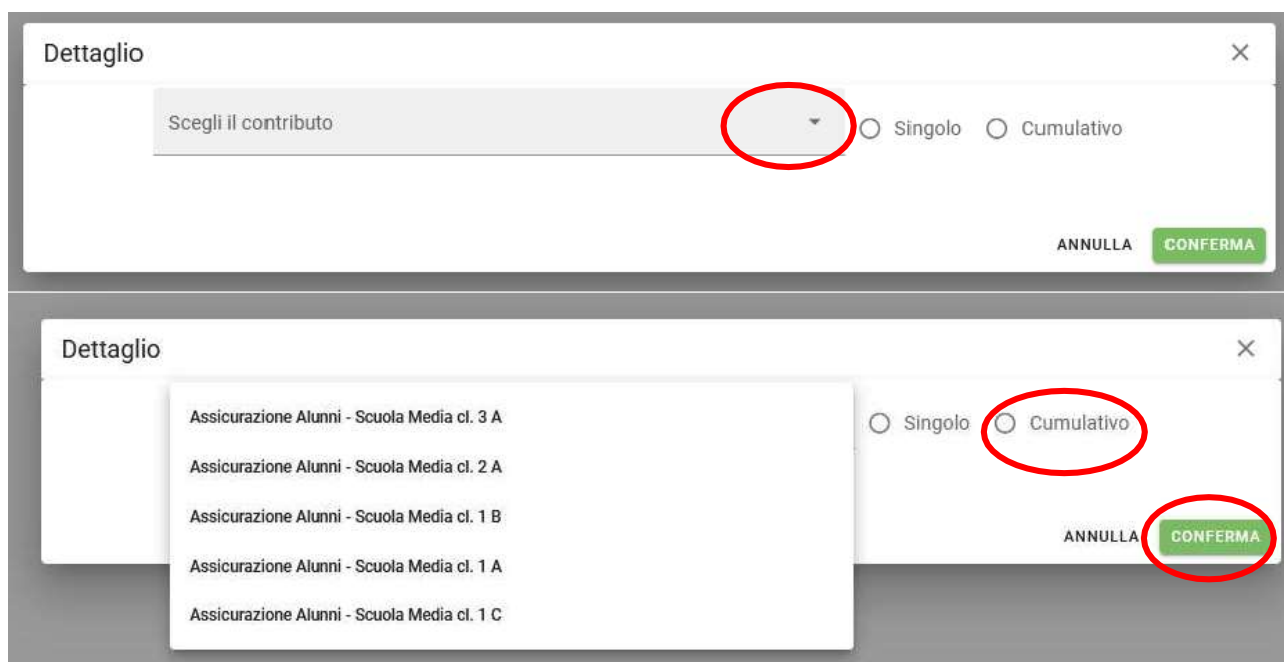 Dettaglio
Scegli il contributo
Singolo
Cumulativo
ANNULLA
CONFERMA
Dettaglio
Assicurazione Alunni - Scuola Media cl. 3 A
Assicurazione Alunni - Scuola Media cl. 2 A
Assicurazione Alunni - Scuola Media cl. 1 B
Assicurazione Alunni - Scuola Media cl. 1 A
Assicurazione Alunni - Scuola Media cl. 1 C
Singolo
Cumulativo
ANNULLA
CONFERMA